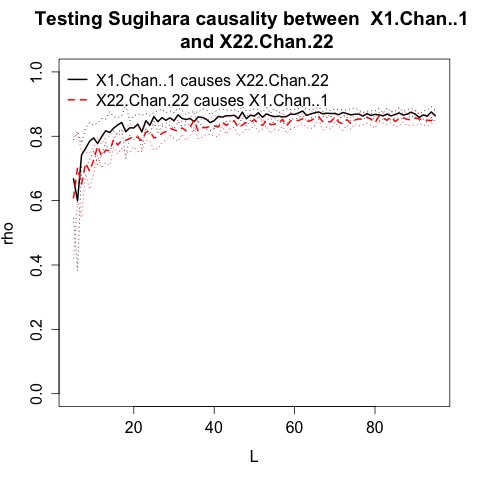 Testing Sugihara causality between  X1.Chan..1
and X22.Chan.22
X1.Chan..1 causes X22.Chan.22
X22.Chan.22 causes X1.Chan..1
1.0
0.8
0.6
0.4
0.2
0.0
rho
20 40 60 80
L